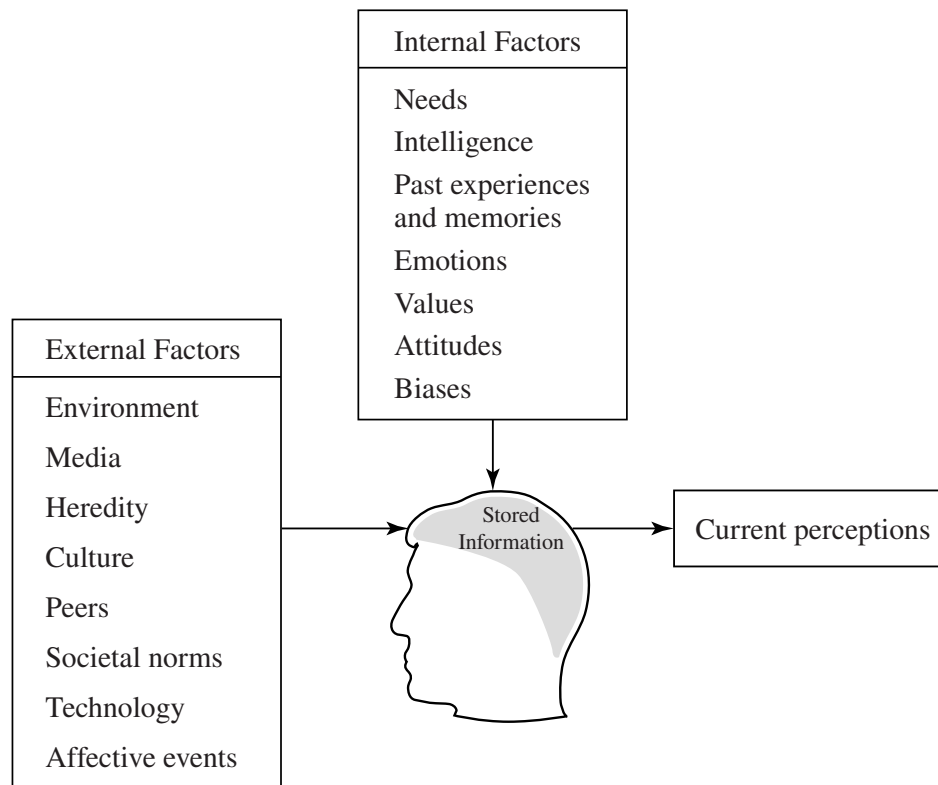 Internal Factors
Needs
Intelligence
Past experiences
and memories
Emotions
Values
Attitudes
Biases
External Factors
Environment
Media
Heredity
Culture
Peers
Societal norms
Technology
Affective events
Stored
Information
Current perceptions